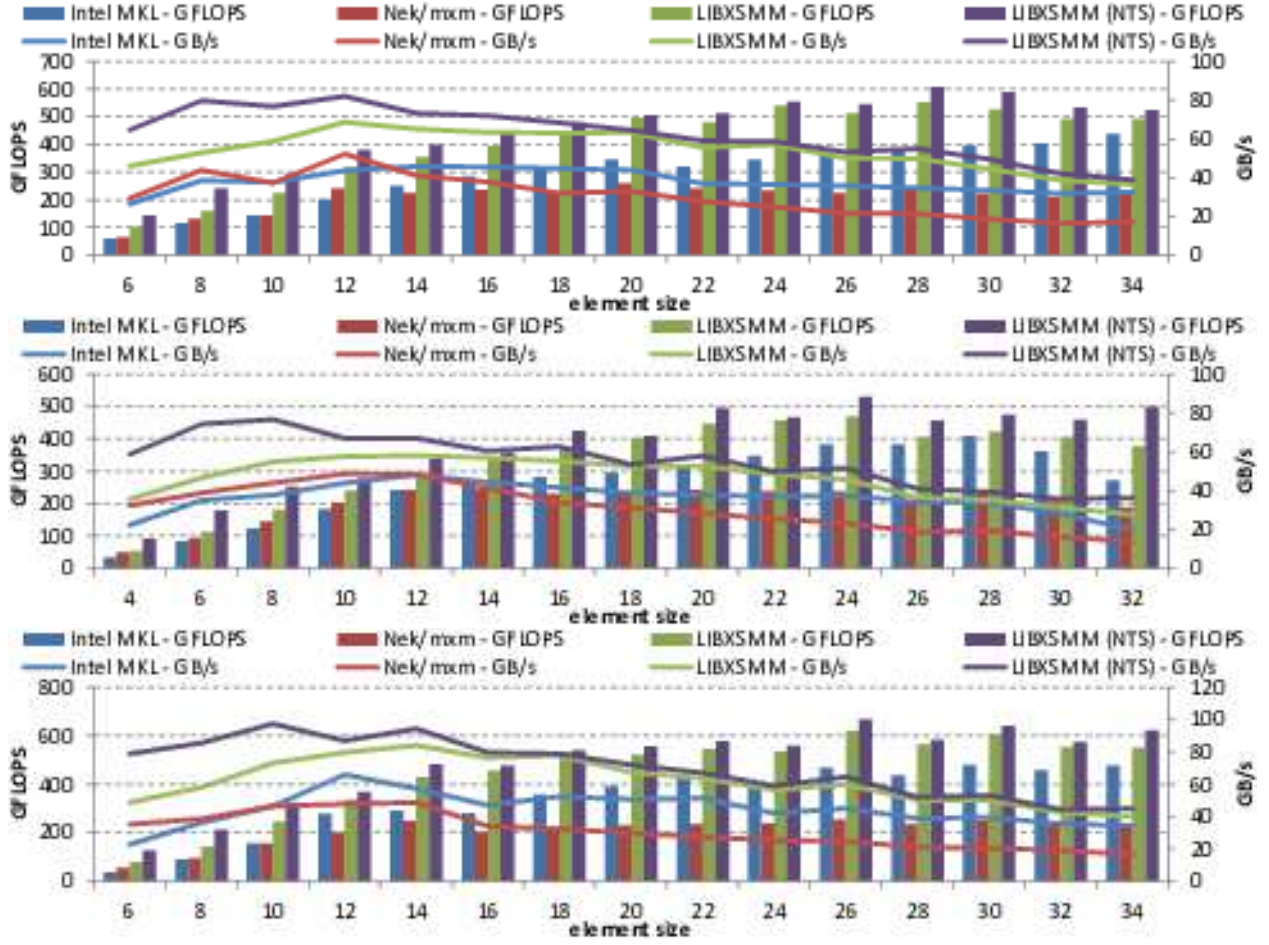 Intel MKL - GFLOPS Nek/mxm - GFLOPS LIBXSMM - GFLOPS LIBXSMM (NTS) - GFLOPS
Intel MKL - GB/s Nek/mxm - GB/s LIBXSMM - GB/s LIBXSMM (NTS) - GB/s
700 100
600 80
500
400 60
300 40
200
100 20
0 0
GFLOPS
GB/s
6 8 10 12 14 16 18 20 22 24 26 28 30 32 34
element size
Intel MKL - GFLOPS Nek/mxm - GFLOPS LIBXSMM - GFLOPS LIBXSMM (NTS) - GFLOPS
Intel MKL - GB/s Nek/mxm - GB/s LIBXSMM - GB/s LIBXSMM (NTS) - GB/s
600 100
500 80
400 60
300
200 40
100 20
0 0
GFLOPS
GB/s
4 6 8 10 12 14 16 18 20 22 24 26 28 30 32
element size
Intel MKL - GFLOPS Nek/mxm - GFLOPS LIBXSMM - GFLOPS LIBXSMM (NTS) - GFLOPS
Intel MKL - GB/s Nek/mxm - GB/s LIBXSMM - GB/s LIBXSMM (NTS) - GB/s
800 120
600 100
80
400 60
200 40
20
0 0
GFLOPS
GB/s
6 8 10 12 14 16 18 20 22 24 26 28 30 32 34
element size